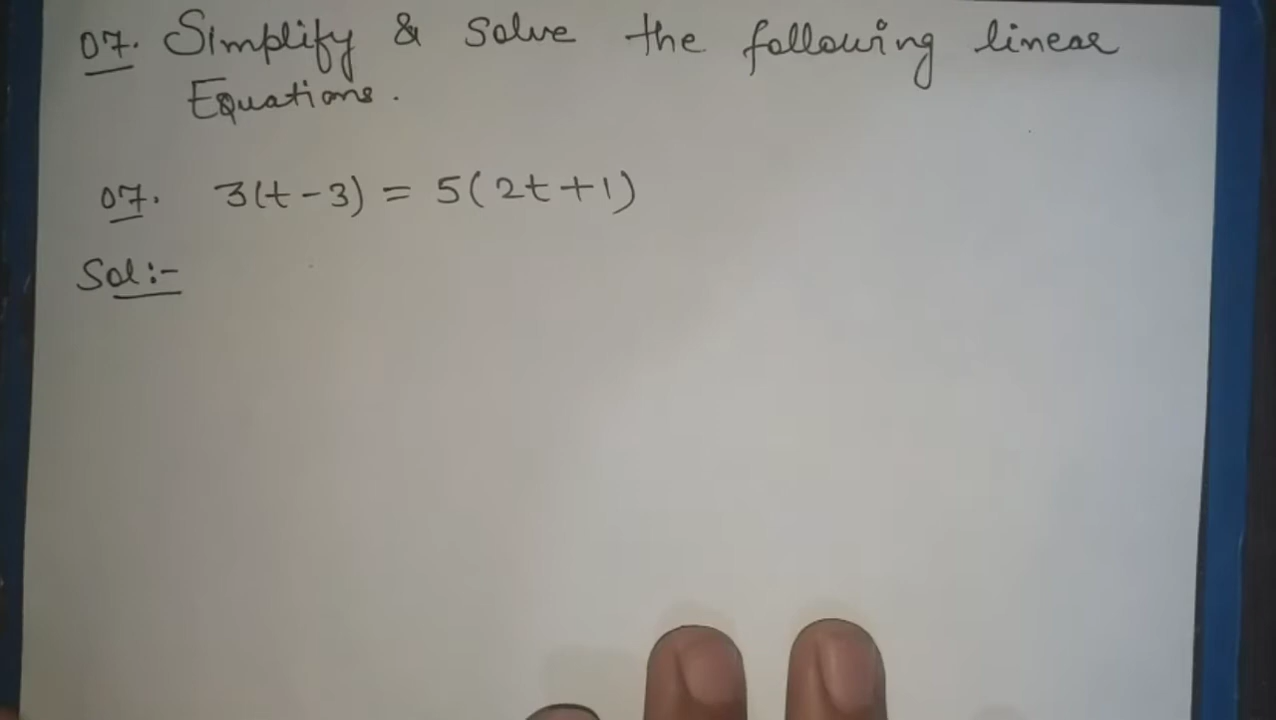 07. Simplify & Solve the following linear
Equations.
07. 3(t-3) = 5(2t+1)
Sol:-